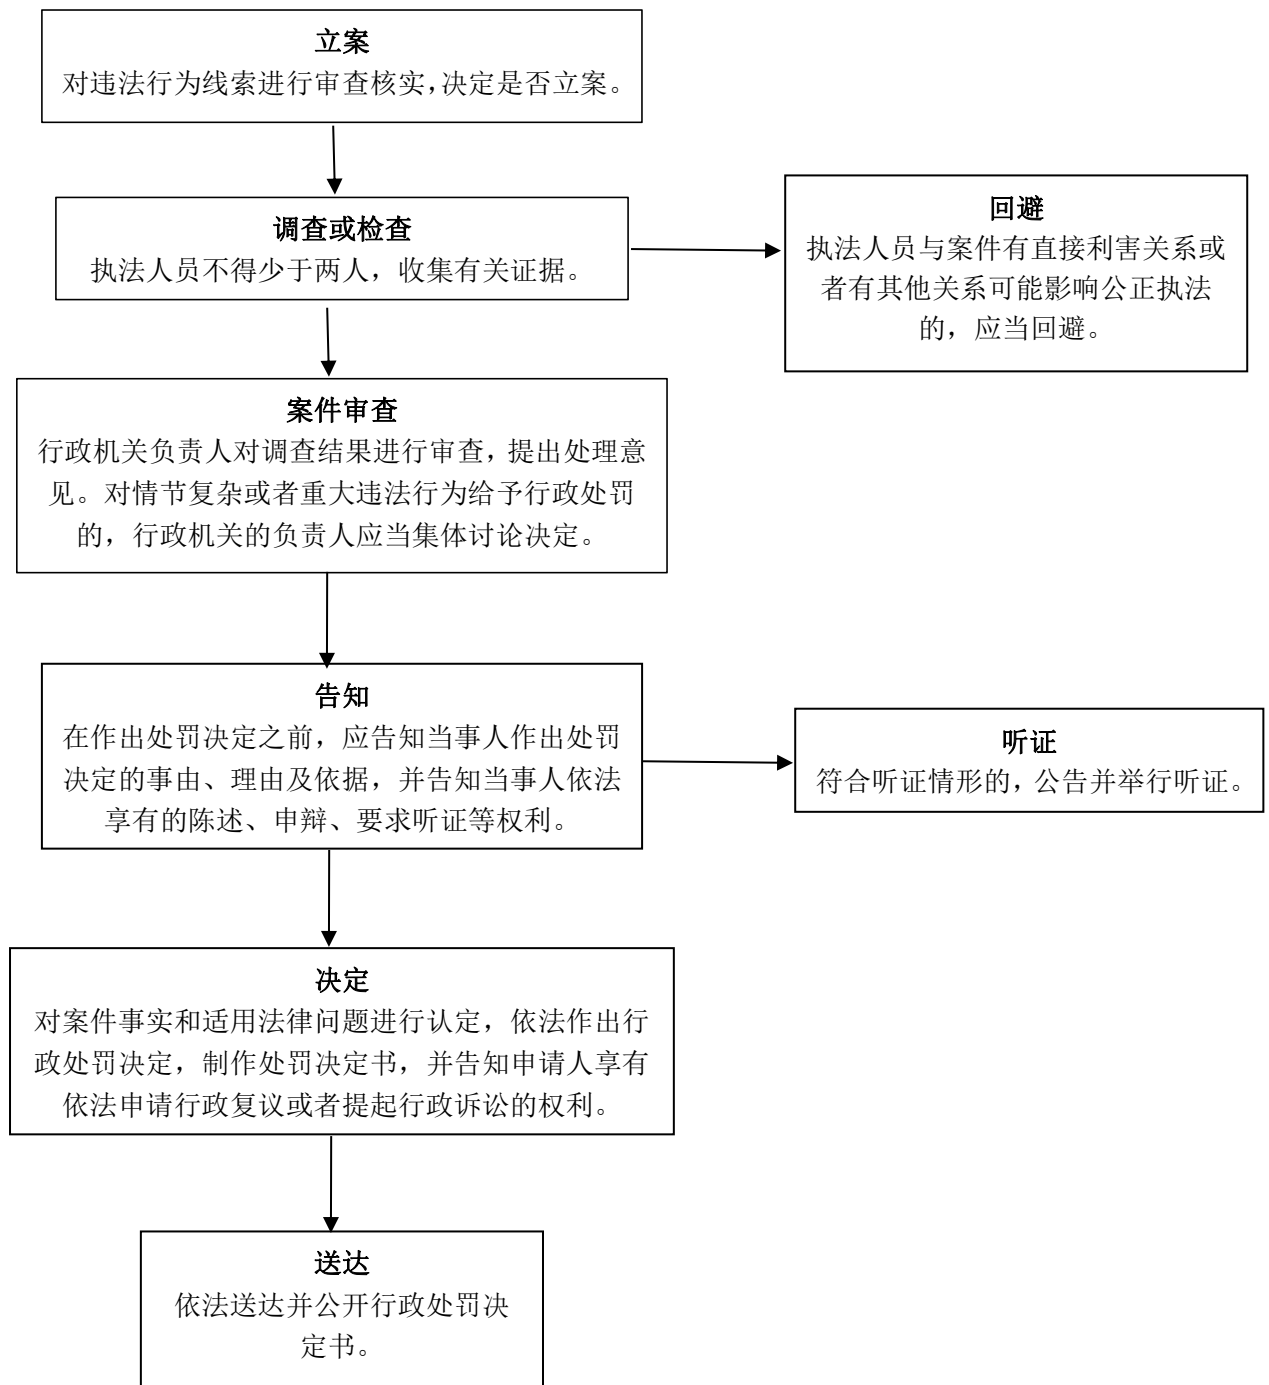 立案
对违法行为线索进行审查核实,决定是否立案。
调查或检查
执法人员不得少于两人，收集有关证据。
回避
执法人员与案件有直接利害关系或
者有其他关系可能影响公正执法
的，应当回避。
案件审查
行政机关负责人对调查结果进行审查,提出处理意
见。对情节复杂或者重大违法行为给予行政处罚
的，行政机关的负责人应当集体讨论决定。
告知
在作出处罚决定之前，应告知当事人作出处罚
决定的事由、理由及依据，并告知当事人依法
享有的陈述、申辩、要求听证等权利。
听证
符合听证情形的,公告并举行听证。
决定
对案件事实和适用法律问题进行认定，依法作出行
政处罚决定，制作处罚决定书，并告知申请人享有
依法申请行政复议或者提起行政诉讼的权利。
送达
依法送达并公开行政处罚决
定书。